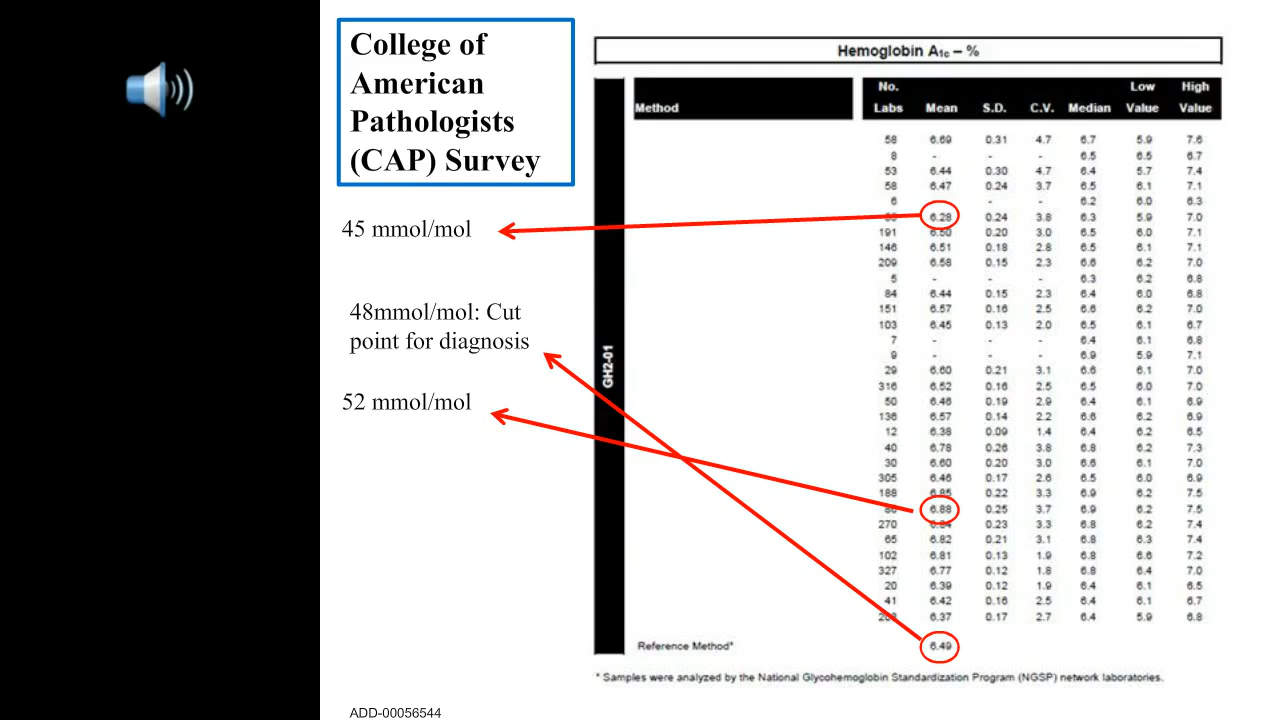 College of
American
Pathologists
(CAP) Survey
45 mmol/mol
48mmol/mol: Cut
point for diagnosis
52 mmol/mol
Hemoglobin A1c – %
Method No. Labs Mean S.D. C.V. Median Low Value High Value
GH2-01
58 6.69 0.31 4.7 6.7 5.9 7.6
8 - - - 6.5 6.5 6.7
53 6.44 0.30 4.7 6.4 5.7 7.4
58 6.47 0.24 3.7 6.5 6.1 7.1
6 - - 6.2 6.0 6.3
6.28 0.24 3.8 6.3 5.9 7.0
191 6.50 0.20 3.0 6.5 6.0 7.1
146 6.51 0.18 2.8 6.5 6.1 7.1
209 6.58 0.15 2.3 6.6 6.2 7.0
5 - - - 6.3 6.2 6.8
84 6.44 0.15 2.3 6.4 6.0 6.8
151 6.57 0.16 2.5 6.6 6.2 7.0
103 6.45 0.13 2.0 6.5 6.1 6.7
7 - - - 6.4 6.1 6.8
9 - - - 6.9 5.9 7.1
29 6.60 0.21 3.1 6.6 6.1 7.0
316 6.52 0.16 2.5 6.5 6.0 7.0
50 6.46 0.19 2.9 6.4 6.1 6.9
136 6.57 0.14 2.2 6.6 6.2 6.9
12 6.38 0.09 1.4 6.4 6.2 6.5
40 6.78 0.26 3.8 6.8 6.2 7.3
30 6.60 0.20 3.0 6.6 6.1 7.0
305 6.46 0.17 2.6 6.5 6.0 6.9
188 6.85 0.22 3.3 6.9 6.2 7.5
6.88 0.25 3.7 6.9 6.2 7.5
270 6.84 0.23 3.3 6.8 6.2 7.4
65 6.82 0.21 3.1 6.8 6.3 7.4
102 6.81 0.13 1.9 6.8 6.6 7.2
327 6.77 0.12 1.8 6.8 6.4 7.0
20 6.39 0.12 1.9 6.4 6.1 6.5
41 6.42 0.16 2.5 6.4 6.1 6.7
6.37 0.17 2.7 6.4 5.9 6.8
Reference Method* 6.49
* Samples were analyzed by the National Glycohemoglobin Standardization Program (NGSP) network laboratories.
ADD-00056544